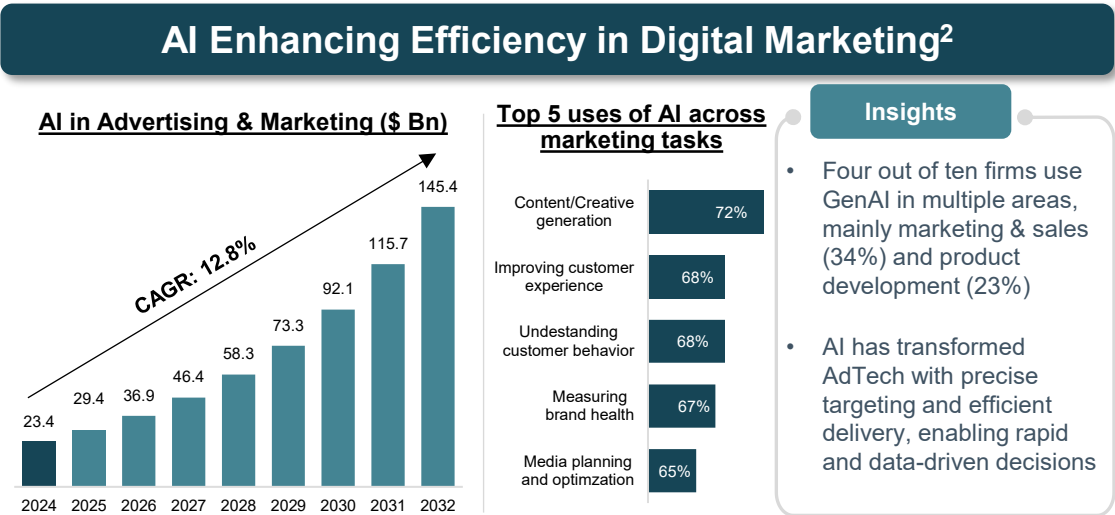 AI Enhancing Efficiency in Digital Marketing2
AI in Advertising & Marketing ($ Bn)
CAGR: 12.8%
23.4
29.4
36.9
46.4
58.3
73.3
92.1
115.7
145.4
2024 2025 2026 2027 2028 2029 2030 2031 2032
Top 5 uses of AI across
marketing tasks
Content/Creative
generation
72%
Improving customer
experience
68%
Undestanding
customer behavior
68%
Measuring
brand health
67%
Media planning
and optimzation
65%
Insights
• Four out of ten firms use
GenAI in multiple areas,
mainly marketing & sales
(34%) and product
development (23%)
• AI has transformed
AdTech with precise
targeting and efficient
delivery, enabling rapid
and data-driven decisions